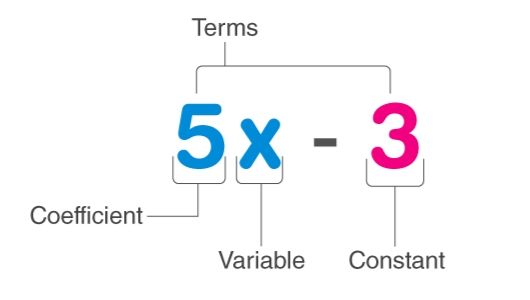 Terms
5x - 3
Coefficient
Variable Constant